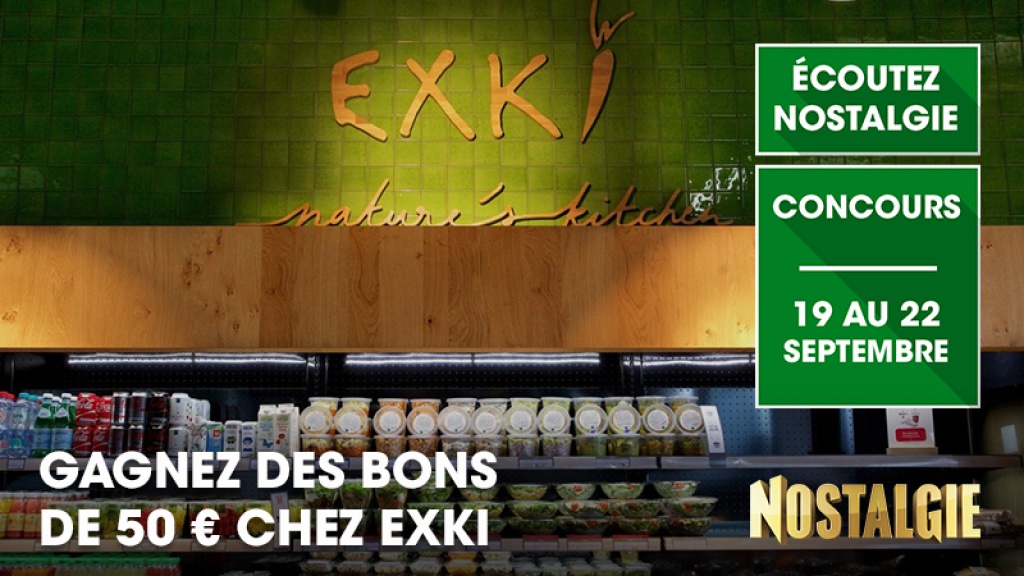 EXKi
nature's kitchen
ÉCOUTEZ
NOSTALGIE
CONCOURS
19 AU 22
SEPTEMBRE
GAGNEZ DES BONS
DE 50 € CHEZ EXKI
NOSTALGIE